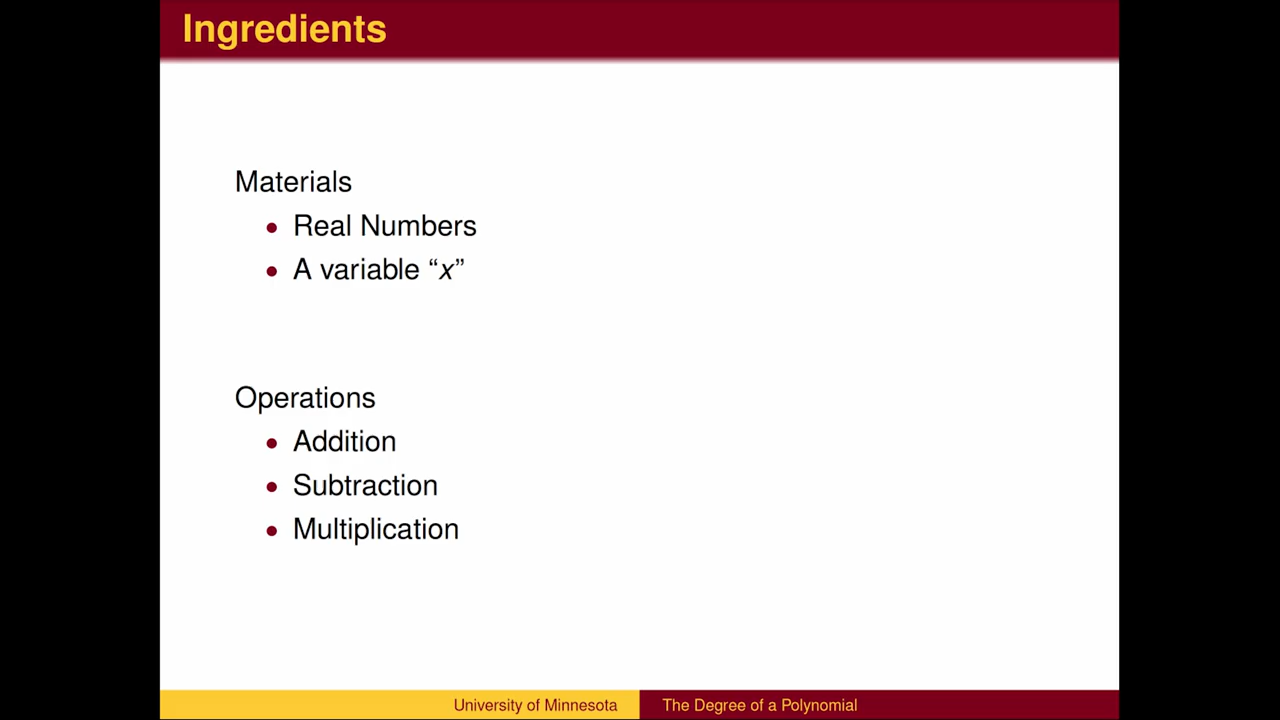 Ingredients
Materials
• Real Numbers
• A variable “x”
Operations
• Addition
• Subtraction
• Multiplication
University of Minnesota
The Degree of a Polynomial